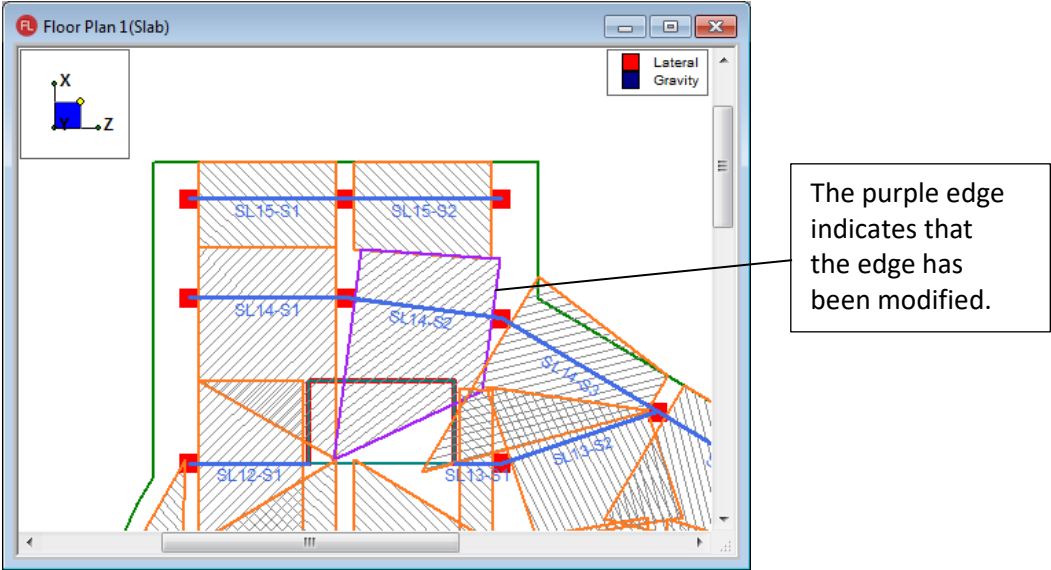 FL Floor Plan 1(Slab)
X
Y
Z
Lateral
Gravity
SL15-S1
SL15-S2
SL14-S1
SL14-S2
SL14-S3
SL12-S1
SL13-S1
SL13-S2
The purple edge
indicates that
the edge has
been modified.